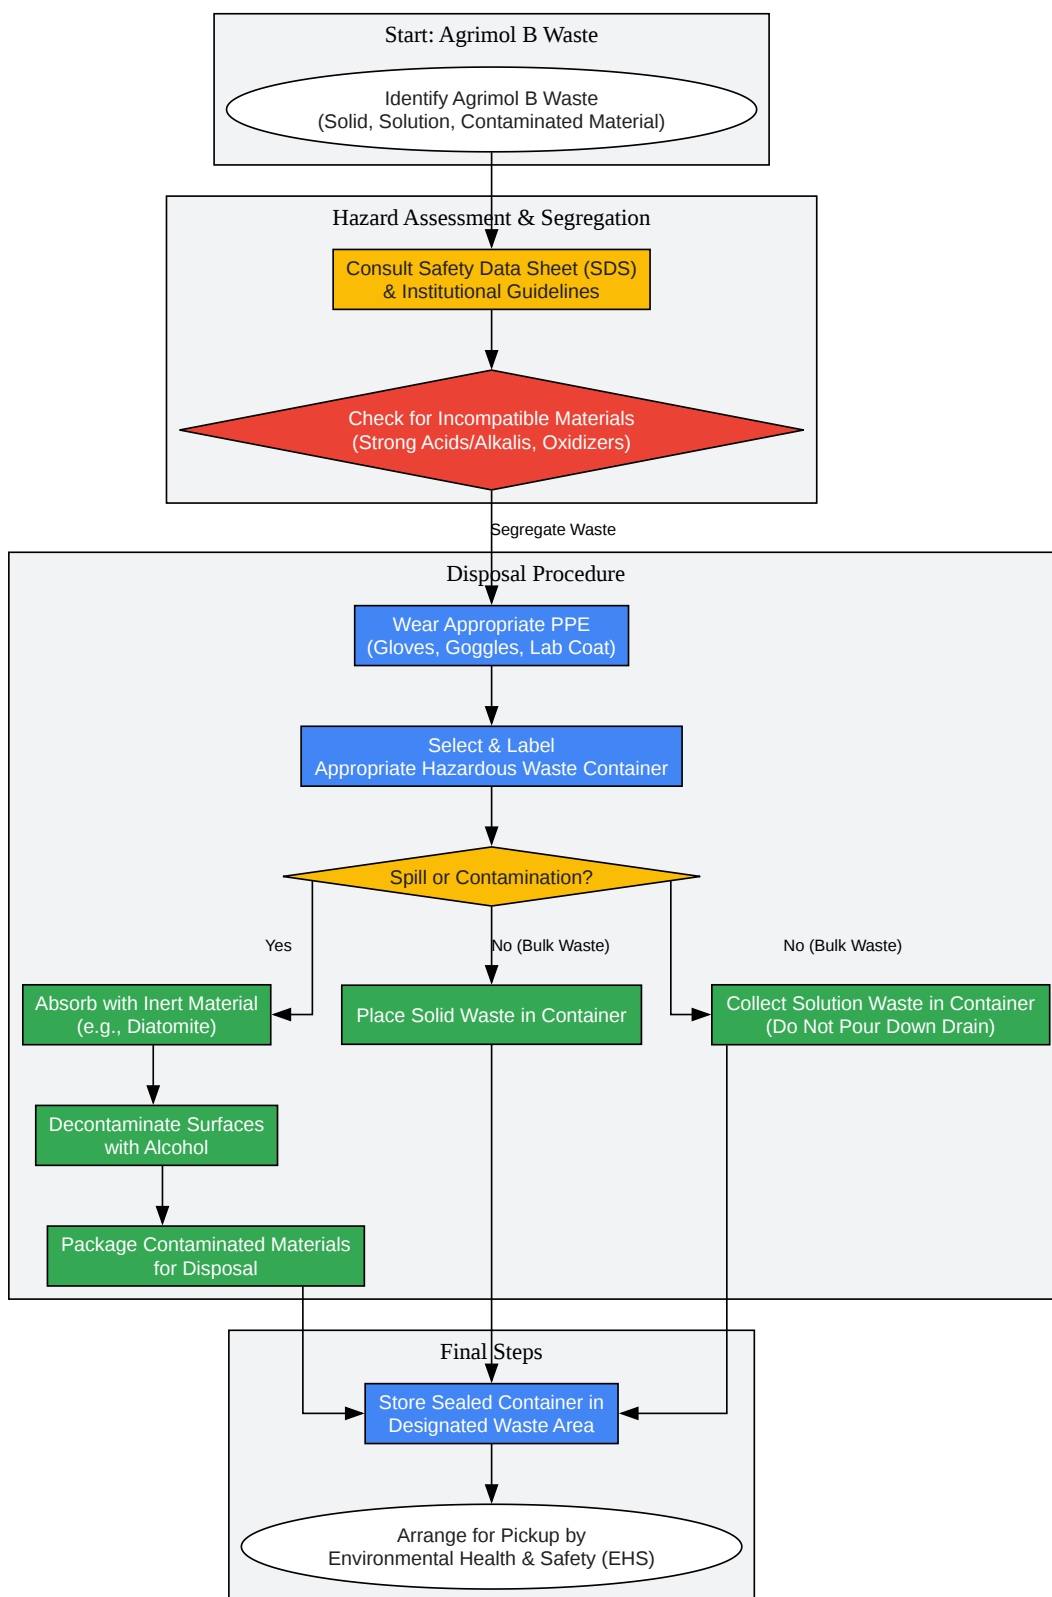 Start: Agrimol B Waste
Identify Agrimol B Waste
(Solid, Solution, Contaminated Material)
Hazard Assessment & Segregation
Consult Safety Data Sheet (SDS)
& Institutional Guidelines
Check for Incompatible Materials
(Strong Acids/Alkalis, Oxidizers)
Segregate Waste
Disposal Procedure
Wear Appropriate PPE
(Gloves, Goggles, Lab Coat)
Select & Label
Appropriate Hazardous Waste Container
Spill or Contamination?
Yes
No (Bulk Waste)
No (Bulk Waste)
Absorb with Inert Material
(e.g., Diatomite)
Place Solid Waste in Container
Collect Solution Waste in Container
(Do Not Pour Down Drain)
Decontaminate Surfaces
with Alcohol
Package Contaminated Materials
for Disposal
Final Steps
Store Sealed Container in
Designated Waste Area
Arrange for Pickup by
Environmental Health & Safety (EHS)